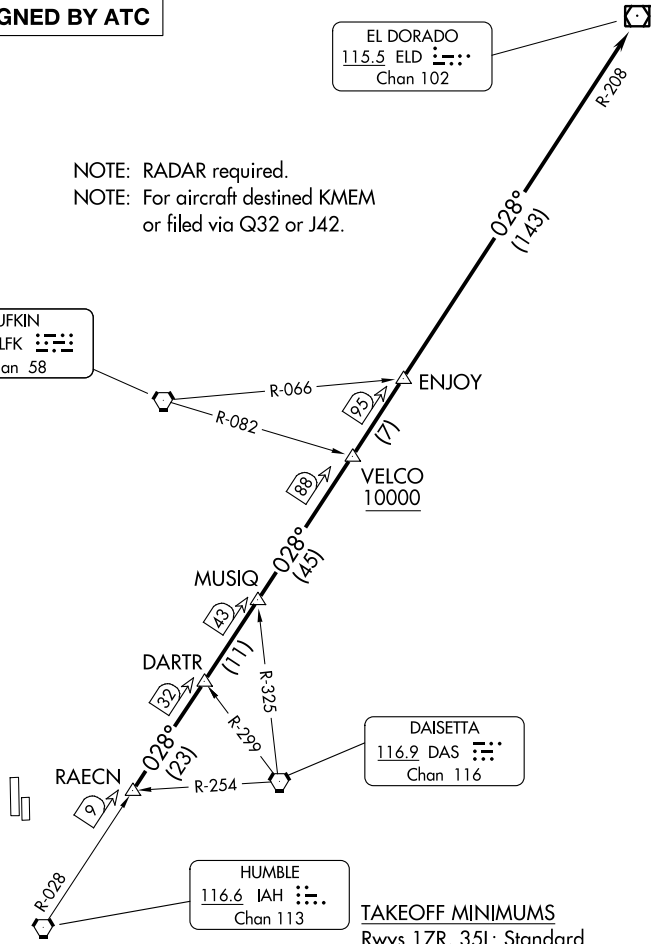 GNED BY ATC
EL DORADO
115.5 ELD
Chan 102
R-208
NOTE: RADAR required.
NOTE: For aircraft destined KMEM
or filed via Q32 or J42.
028°
(143)
UFKIN
LFK
an 58
R-066
ENJOY
95
(7)
R-082
VELCO
10000
88
028°
(45)
MUSIQ
43
(11)
DARTR
32
R-325
R-299
028°
(23)
DAISETTA
116.9 DAS
Chan 116
RAECN
R-254
9
R-028
HUMBLE
116.6 IAH
Chan 113
TAKEOFF MINIMUMS
Rwys 17R, 35L: Standard